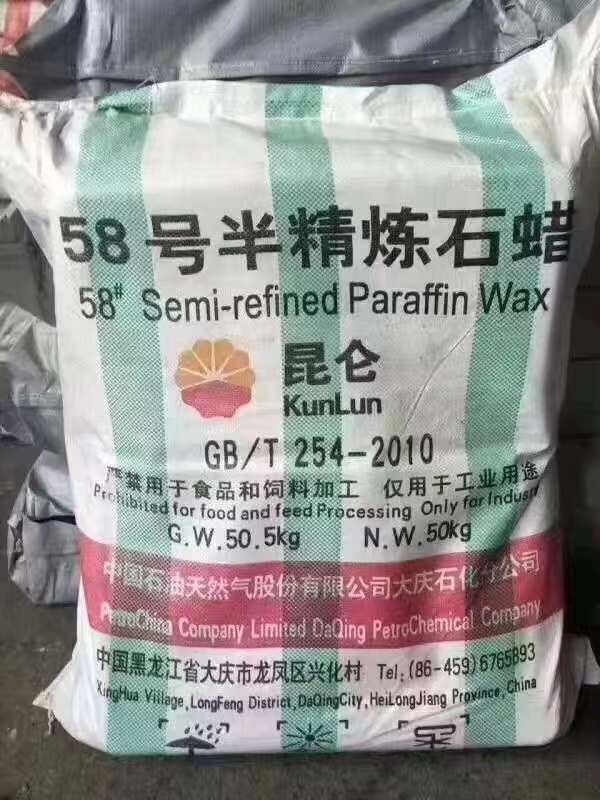 58号半精炼石蜡
58# Semi-refined Paraffin Wax
昆仑
KunLun
GB/T 254-2010
严禁用于食品和饲料加工 仅用于工业用途
Prohibited for food and feed Processing Only for Industr
G.W.50.5kg N.W.50kg
中国石油天然气股份有限公司大庆石化分公司
PetroChina Company Limited DaQing PetroChemical Company
中国黑龙江省大庆市龙凤区兴化村 Tel:(86-459)6765893
XingHua Village,LongFeng District,DaQingCity,HeiLongJiang Province,China